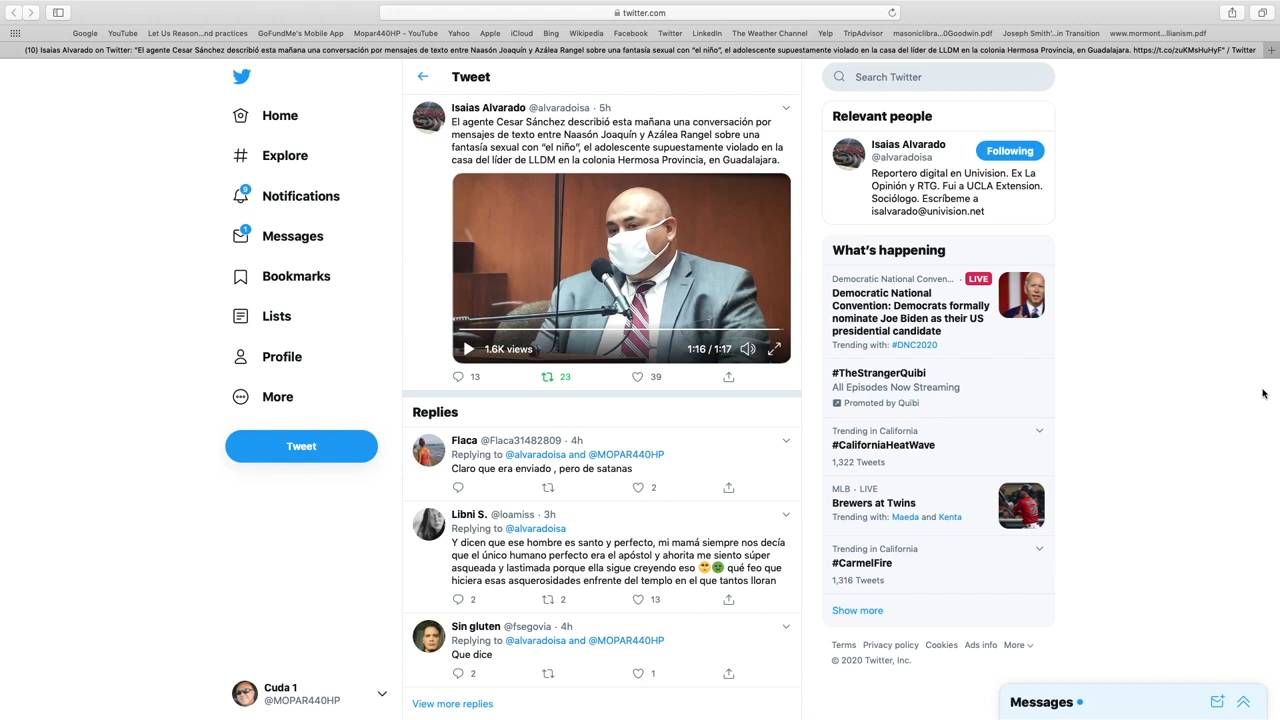 twitter.com
Google YouTube Let Us Reason...nd practices GoFundMe's Mobile App Mopar440HP - YouTube Yahoo Apple iCloud Bing Wikipedia Facebook Twitter LinkedIn The Weather Channel Yelp TripAdvisor masoniclibra...0Goodwin.pdf Joseph Smith'...in Transition www.mormont...llianism.pdf
(10) Isaias Alvarado on Twitter: "El agente Cesar Sánchez describió esta mañana una conversación por mensajes de texto entre Naasón Joaquín y Azálea Rangel sobre una fantasía sexual con "el niño", el adolescente supuestamente violado en la casa del líder de LLDM en la colonia Hermosa Provincia, en Guadalajara. https://t.co/zuKMsHuHyF" / Twitter
Home
Explore
9
Notifications
1
Messages
Bookmarks
Lists
Profile
More
Tweet
Cuda 1
@MOPAR440HP
Tweet
Isaias Alvarado @alvaradoisa · 5h
El agente Cesar Sánchez describió esta mañana una conversación por
mensajes de texto entre Naasón Joaquín y Azálea Rangel sobre una
fantasía sexual con "el niño", el adolescente supuestamente violado en la
casa del líder de LLDM en la colonia Hermosa Provincia, en Guadalajara.
1.6K views 1:16 / 1:17
13 23 39
Replies
Flaca @Flaca31482809 · 4h
Replying to @alvaradoisa and @MOPAR440HP
Claro que era enviado , pero de satanas
2
Libni S. @loamiss · 3h
Replying to @alvaradoisa
Y dicen que ese hombre es santo y perfecto, mi mamá siempre nos decía
que el único humano perfecto era el apóstol y ahorita me siento súper
asqueada y lastimada porque ella sigue creyendo eso 🥺🤢 qué feo que
hiciera esas asquerosidades enfrente del templo en el que tantos lloran
2 2 13
Sin gluten @fsegovia · 4h
Replying to @alvaradoisa and @MOPAR440HP
Que dice
2 1
View more replies
Search Twitter
Relevant people
Isaias Alvarado
@alvaradoisa
Following
Reportero digital en Univision. Ex La
Opinión y RTG. Fui a UCLA Extension.
Sociólogo. Escríbeme a
isalvarado@univision.net
What's happening
Democratic National Conven... · LIVE
Democratic National
Convention: Democrats formally
nominate Joe Biden as their US
presidential candidate
Trending with: #DNC2020
#TheStrangerQuibi
All Episodes Now Streaming
Promoted by Quibi
Trending in California
#CaliforniaHeatWave
1,322 Tweets
MLB · LIVE
Brewers at Twins
Trending with: Maeda and Kenta
Trending in California
#CarmelFire
1,316 Tweets
Show more
Terms Privacy policy Cookies Ads info More
© 2020 Twitter, Inc.
Messages